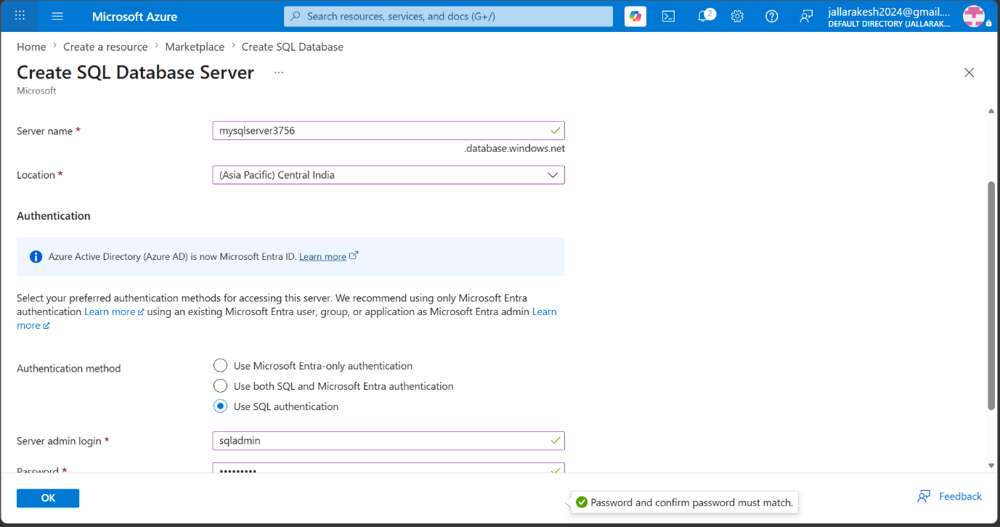 Microsoft Azure
Search resources, services, and docs (G+/)
2
jallarakesh2024@gmail....
DEFAULT DIRECTORY (JALLARAK...
Home > Create a resource > Marketplace > Create SQL Database
Create SQL Database Server ...
Microsoft
Server name *
mysqlserver3756
.database.windows.net
Location *
(Asia Pacific) Central India
Authentication
Azure Active Directory (Azure AD) is now Microsoft Entra ID. Learn more
Select your preferred authentication methods for accessing this server. We recommend using only Microsoft Entra
authentication Learn more using an existing Microsoft Entra user, group, or application as Microsoft Entra admin Learn
more
Authentication method
Use Microsoft Entra-only authentication
Use both SQL and Microsoft Entra authentication
Use SQL authentication
Server admin login *
sqladmin
Password *
•••••••••
OK
Password and confirm password must match.
Feedback